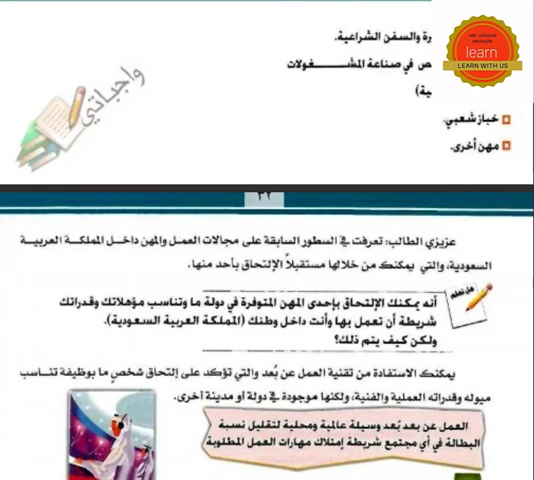 MR HASSON IBRAHIM
learn
LEARN WITH US
رة والسفن الشراعية.
ص في صناعة المشــــغولات
ية)
خباز شعبي.
مهن أخرى.
واجباتي
٣٢
عزيزي الطالب: تعرفت في السطور السابقة على مجالات العمل والمهن داخل المملكة العربية
السعودية، والتي يمكنك من خلالها مستقبلاً الإلتحاق بأحد منها.
هل تعلم
أنه يمكنك الإلتحاق بإحدى المهن المتوفرة في دولة ما وتناسب مؤهلاتك وقدراتك
شريطة أن تعمل بها وأنت داخل وطنك (المملكة العربية السعودية).
ولكن كيف يتم ذلك؟
يمكنك الاستفادة من تقنية العمل عن بُعد والتي تؤكد على إلتحاق شخص ما بوظيفة تناسب
ميوله وقدراته العملية والفنية، ولكنها موجودة في دولة أو مدينة أخرى.
العمل عن بعد يُعد وسيلة عالمية ومحلية لتقليل نسبة
البطالة في أي مجتمع شريطة إمتلاك مهارات العمل المطلوبة